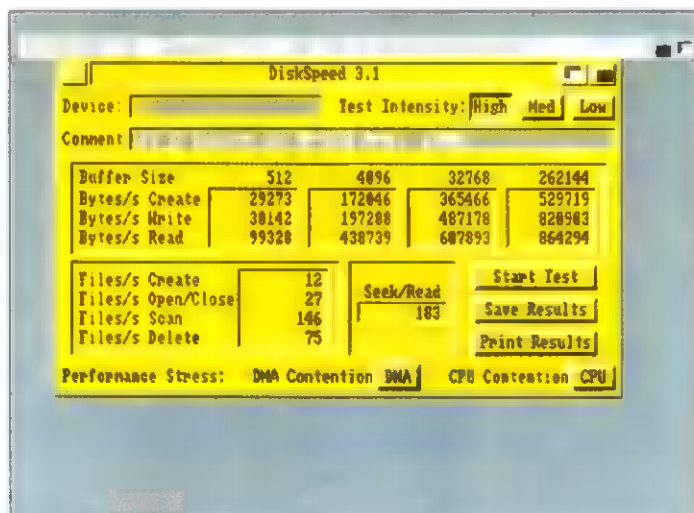 DiskSpeed 3.1
Device: Test Intensity: High Med Low
Comment
Buffer Size 512 4096 32768 262144
Bytes/s Create 29273 172046 365466 529719
Bytes/s Write 38142 197288 487178 820903
Bytes/s Read 99328 438739 607893 864294
Files/s Create 12
Files/s Open/Close 27
Files/s Scan 146
Files/s Delete 75
Seek/Read
183
Start Test
Save Results
Print Results
Performance Stress: DMA Contention DMA CPU Contention CPU